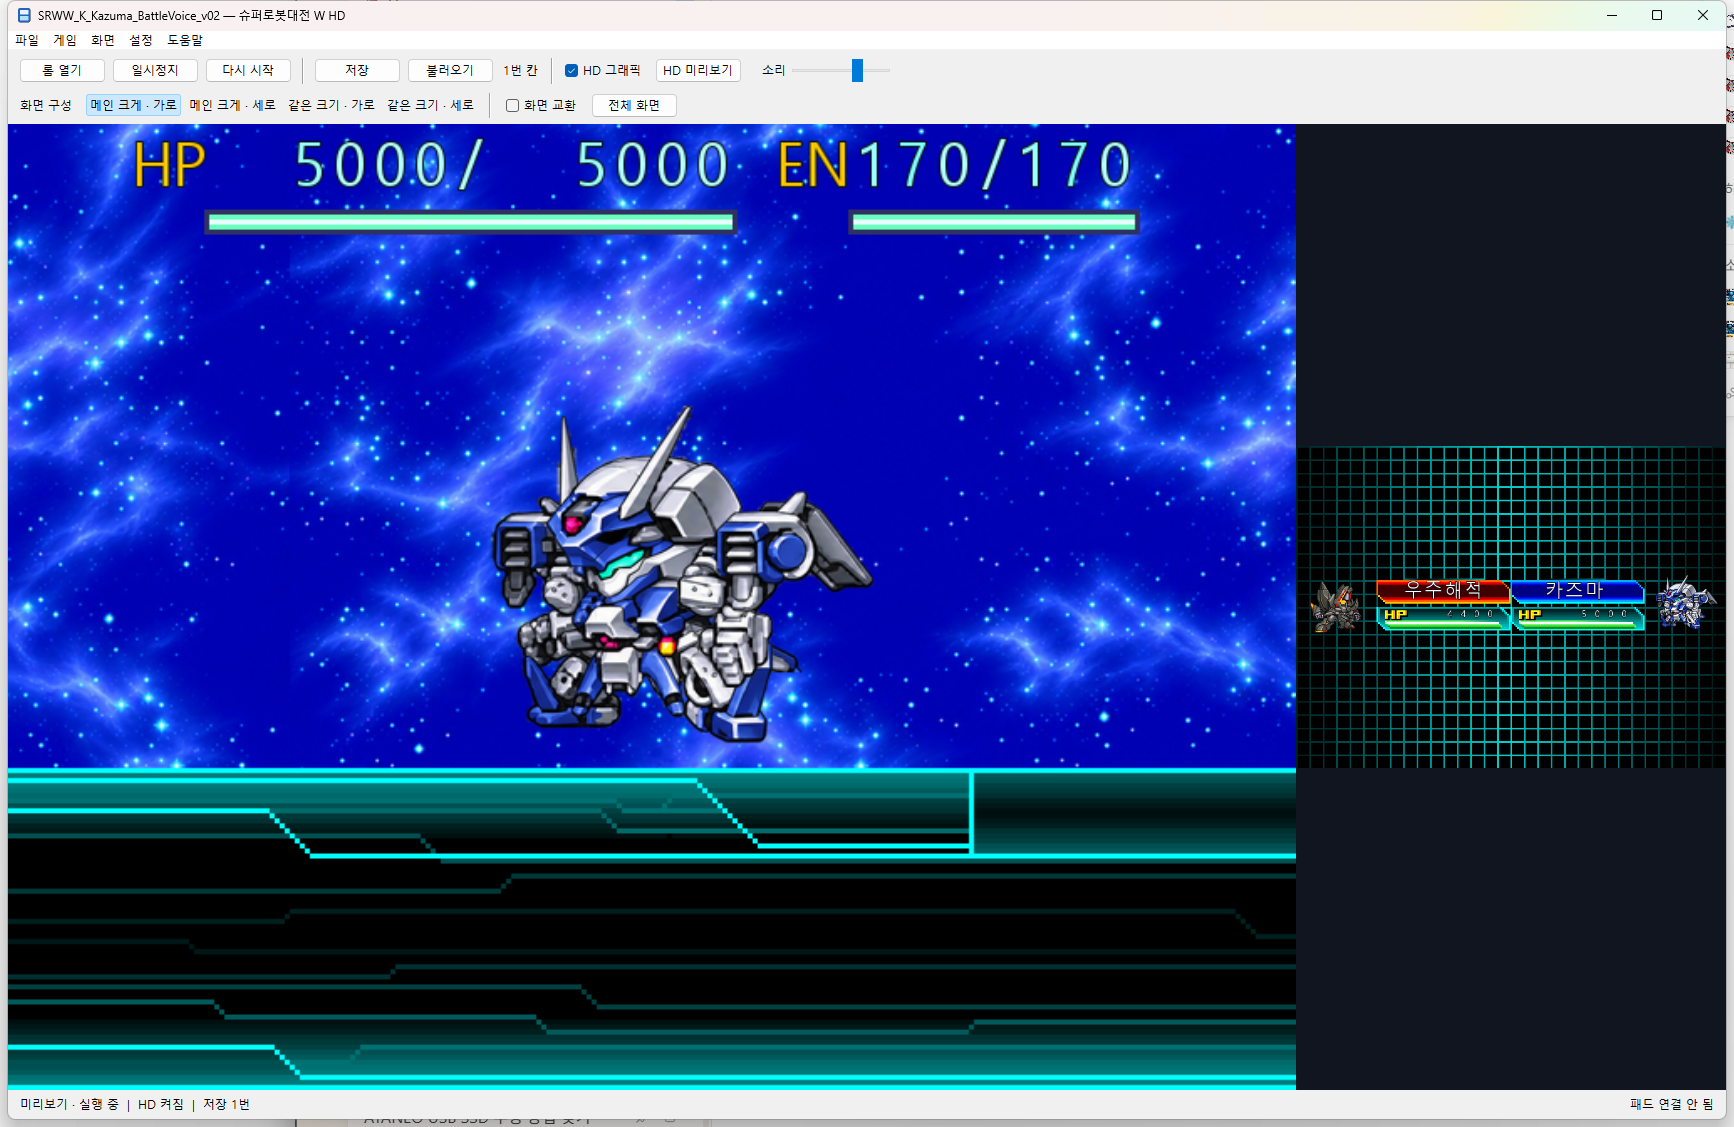 SRWW_K_Kazuma_BattleVoice_v02 — 슈퍼로봇대전 W HD
파일 게임 화면 설정 도움말
롬 열기 일시정지 다시 시작 저장 불러오기 1번 칸 HD 그래픽 HD 미리보기 소리
화면 구성 메인 크게 · 가로 메인 크게 · 세로 같은 크기 · 가로 같은 크기 · 세로 화면 교환 전체 화면
HP 5000/ 5000 EN170/170
우주해적 카즈마
HP 4400 HP 5000
미리보기 · 실행 중 | HD 켜짐 | 저장 1번 패드 연결 안 됨